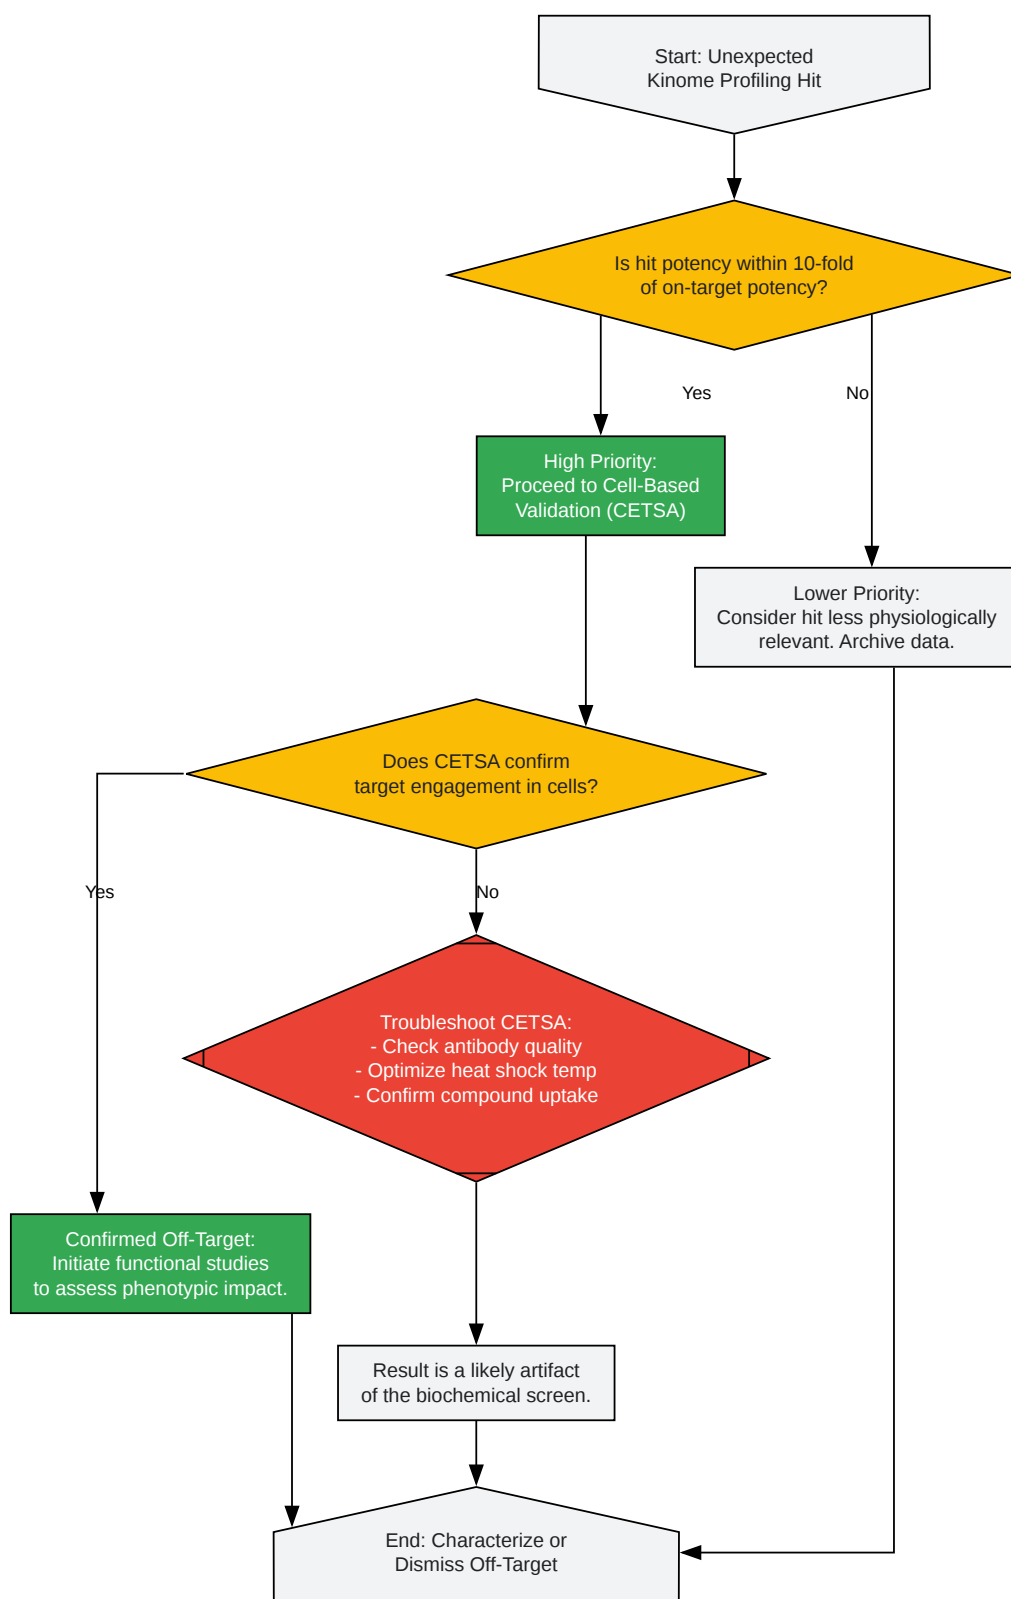 Start: Unexpected
Kinome Profiling Hit
Is hit potency within 10-fold
of on-target potency?
Yes
No
High Priority:
Proceed to Cell-Based
Validation (CETSA)
Lower Priority:
Consider hit less physiologically
relevant. Archive data.
Does CETSA confirm
target engagement in cells?
Yes
No
Troubleshoot CETSA:
- Check antibody quality
- Optimize heat shock temp
- Confirm compound uptake
Confirmed Off-Target:
Initiate functional studies
to assess phenotypic impact.
Result is a likely artifact
of the biochemical screen.
End: Characterize or
Dismiss Off-Target